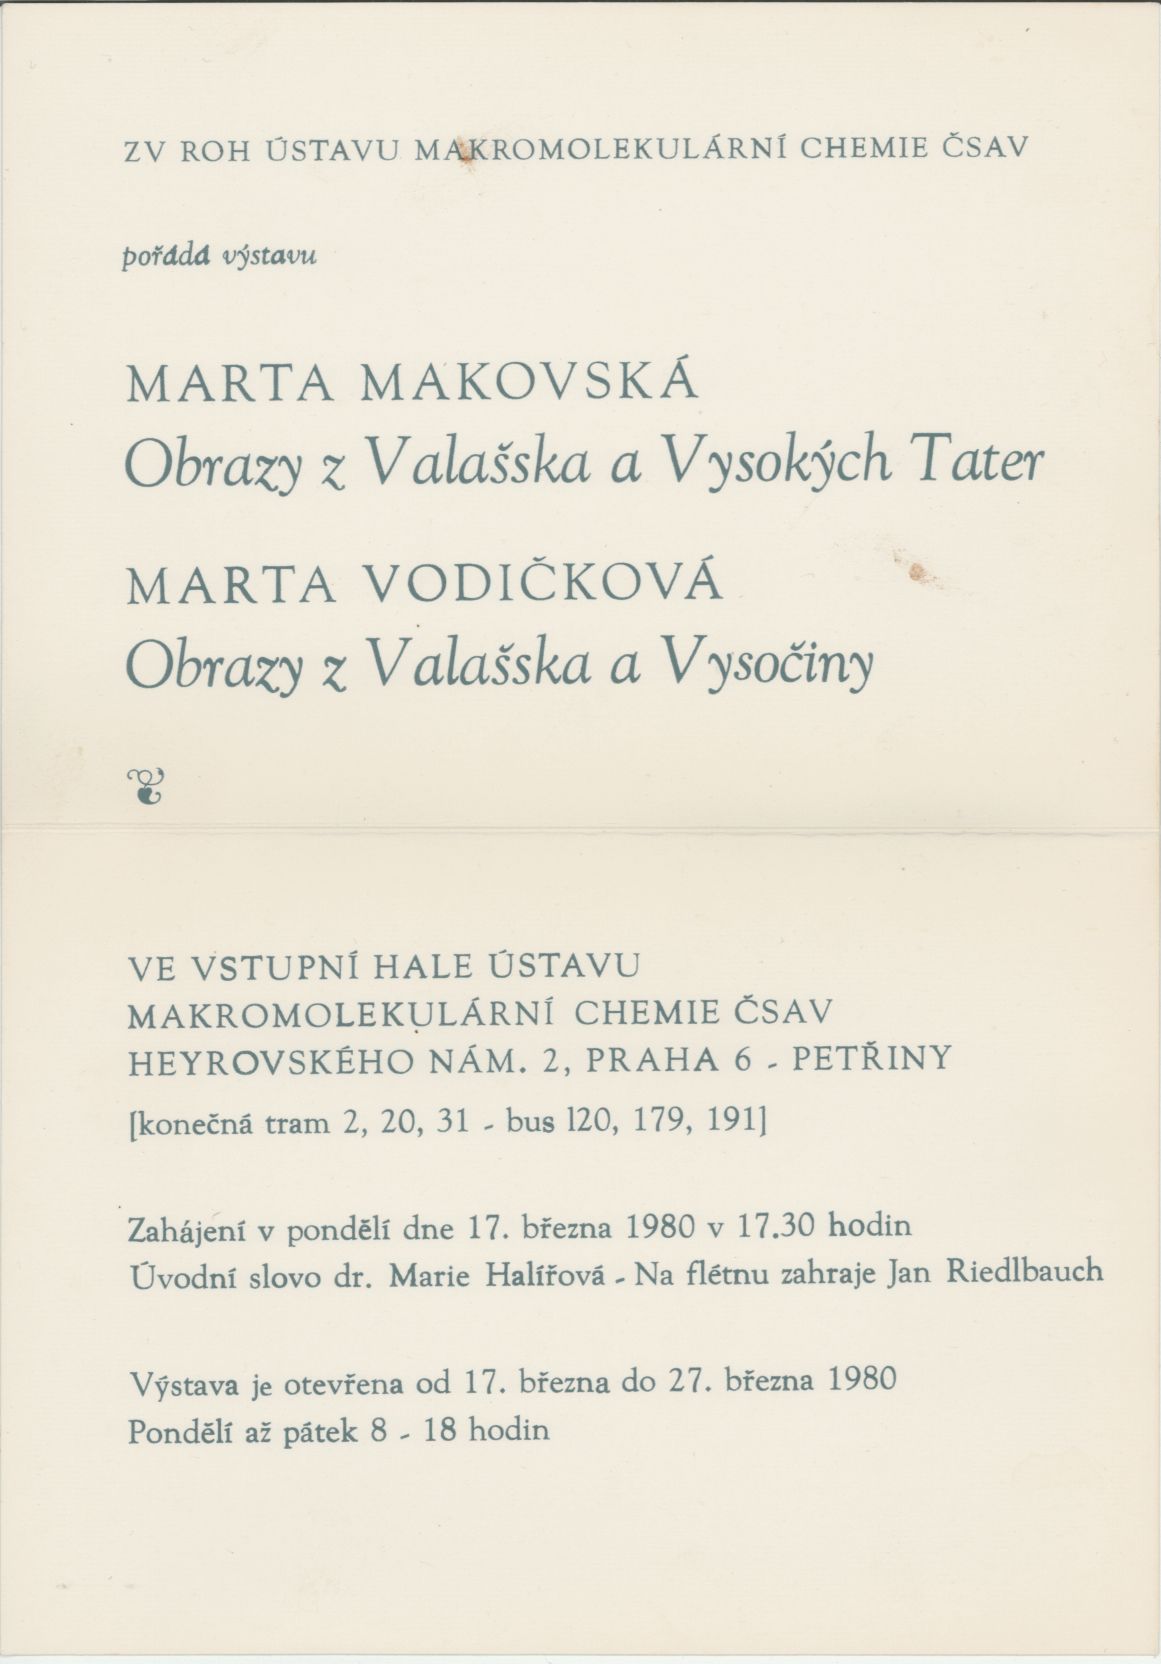 ZV ROH ÚSTAVU MAKROMOLEKULÁRNÍ CHEMIE ČSAV
pořádá výstavu
MARTA MAKOVSKÁ
Obrazy z Valašska a Vysokých Tater
MARTA VODIČKOVÁ
Obrazy z Valašska a Vysočiny
VE VSTUPNÍ HALE ÚSTAVU
MAKROMOLEKULÁRNÍ CHEMIE ČSAV
HEYROVSKÉHO NÁM. 2, PRAHA 6 - PETŘINY
[konečná tram 2, 20, 31 - bus l20, 179, 191]
Zahájení v pondělí dne 17. března 1980 v 17.30 hodin
Úvodní slovo dr. Marie Halířová - Na flétnu zahraje Jan Riedlbauch
Výstava je otevřena od 17. března do 27. března 1980
Pondělí až pátek 8 - 18 hodin